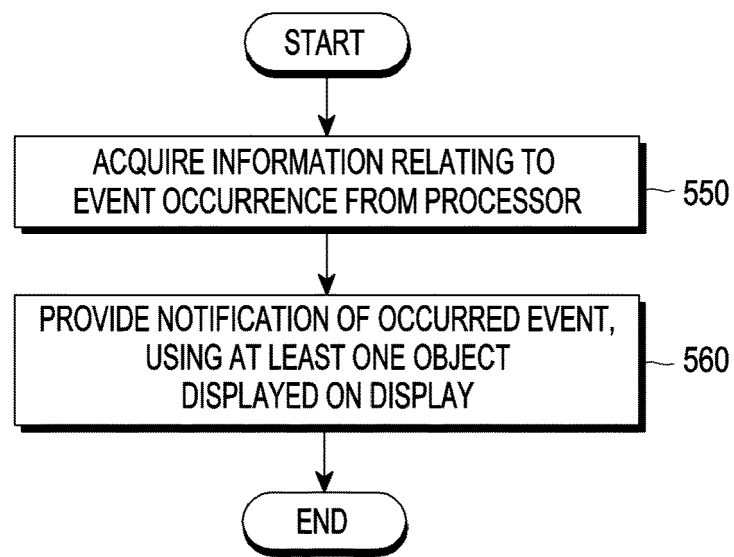 START
ACQUIRE INFORMATION RELATING TO
EVENT OCCURRENCE FROM PROCESSOR
550
PROVIDE NOTIFICATION OF OCCURRED EVENT,
USING AT LEAST ONE OBJECT
DISPLAYED ON DISPLAY
560
END